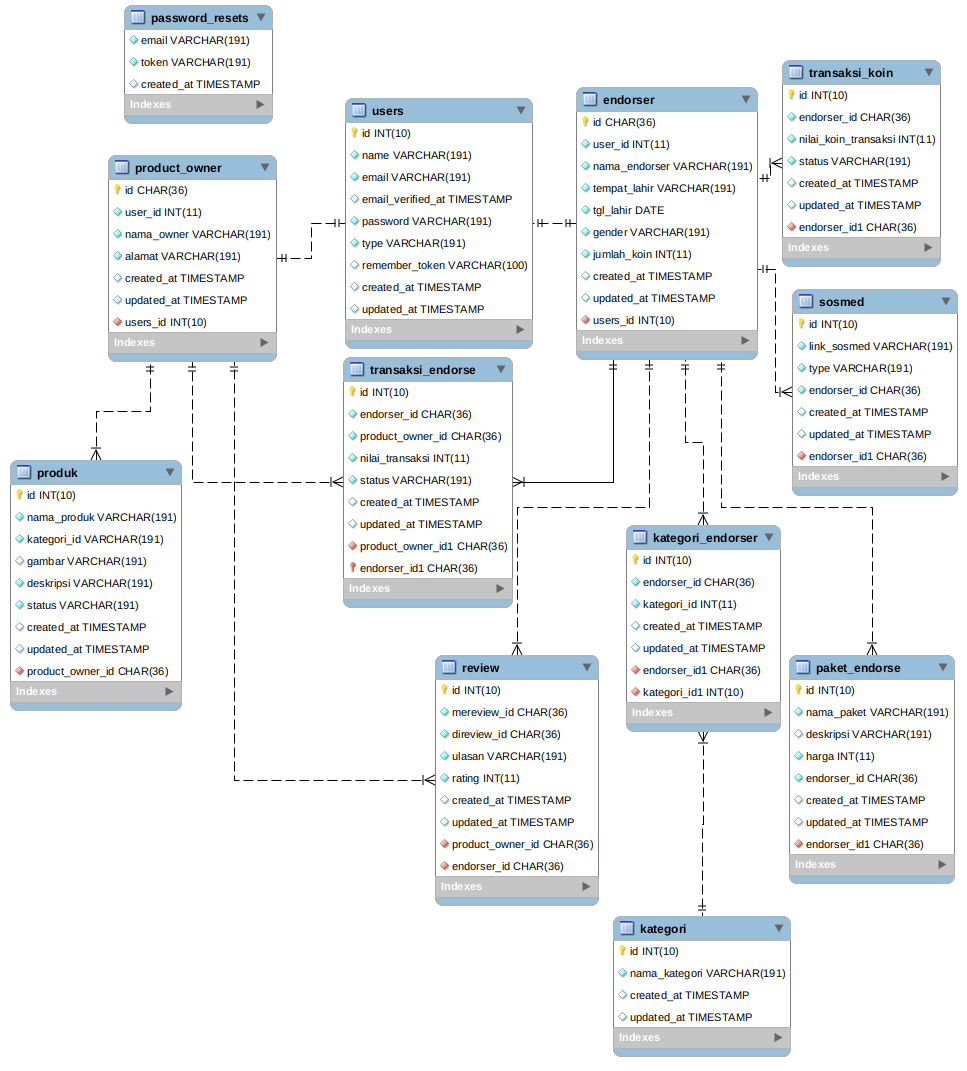 password_resets
email VARCHAR(191)
token VARCHAR(191)
created_at TIMESTAMP
Indexes
product_owner
id CHAR(36)
user_id INT(11)
nama_owner VARCHAR(191)
alamat VARCHAR(191)
created_at TIMESTAMP
updated_at TIMESTAMP
users_id INT(10)
Indexes
users
id INT(10)
name VARCHAR(191)
email VARCHAR(191)
email_verified_at TIMESTAMP
password VARCHAR(191)
type VARCHAR(191)
remember_token VARCHAR(100)
created_at TIMESTAMP
updated_at TIMESTAMP
Indexes
endorser
id CHAR(36)
user_id INT(11)
nama_endorser VARCHAR(191)
tempat_lahir VARCHAR(191)
tgl_lahir DATE
gender VARCHAR(191)
jumlah_koin INT(11)
created_at TIMESTAMP
updated_at TIMESTAMP
users_id INT(10)
Indexes
transaksi_koin
id INT(10)
endorser_id CHAR(36)
nilai_koin_transaksi INT(11)
status VARCHAR(191)
created_at TIMESTAMP
updated_at TIMESTAMP
endorser_id1 CHAR(36)
Indexes
sosmed
id INT(10)
link_sosmed VARCHAR(191)
type VARCHAR(191)
endorser_id CHAR(36)
created_at TIMESTAMP
updated_at TIMESTAMP
endorser_id1 CHAR(36)
Indexes
transaksi_endorse
id INT(10)
endorser_id CHAR(36)
product_owner_id CHAR(36)
nilai_transaksi INT(11)
status VARCHAR(191)
created_at TIMESTAMP
updated_at TIMESTAMP
product_owner_id1 CHAR(36)
endorser_id1 CHAR(36)
Indexes
produk
id INT(10)
nama_produk VARCHAR(191)
kategori_id VARCHAR(191)
gambar VARCHAR(191)
deskripsi VARCHAR(191)
status VARCHAR(191)
created_at TIMESTAMP
updated_at TIMESTAMP
product_owner_id CHAR(36)
Indexes
kategori_endorser
id INT(10)
endorser_id CHAR(36)
kategori_id INT(11)
created_at TIMESTAMP
updated_at TIMESTAMP
endorser_id1 CHAR(36)
kategori_id1 INT(10)
Indexes
review
id INT(10)
mereview_id CHAR(36)
direview_id CHAR(36)
ulasan VARCHAR(191)
rating INT(11)
created_at TIMESTAMP
updated_at TIMESTAMP
product_owner_id CHAR(36)
endorser_id CHAR(36)
Indexes
paket_endorse
id INT(10)
nama_paket VARCHAR(191)
deskripsi VARCHAR(191)
harga INT(11)
endorser_id CHAR(36)
created_at TIMESTAMP
updated_at TIMESTAMP
endorser_id1 CHAR(36)
Indexes
kategori
id INT(10)
nama_kategori VARCHAR(191)
created_at TIMESTAMP
updated_at TIMESTAMP
Indexes